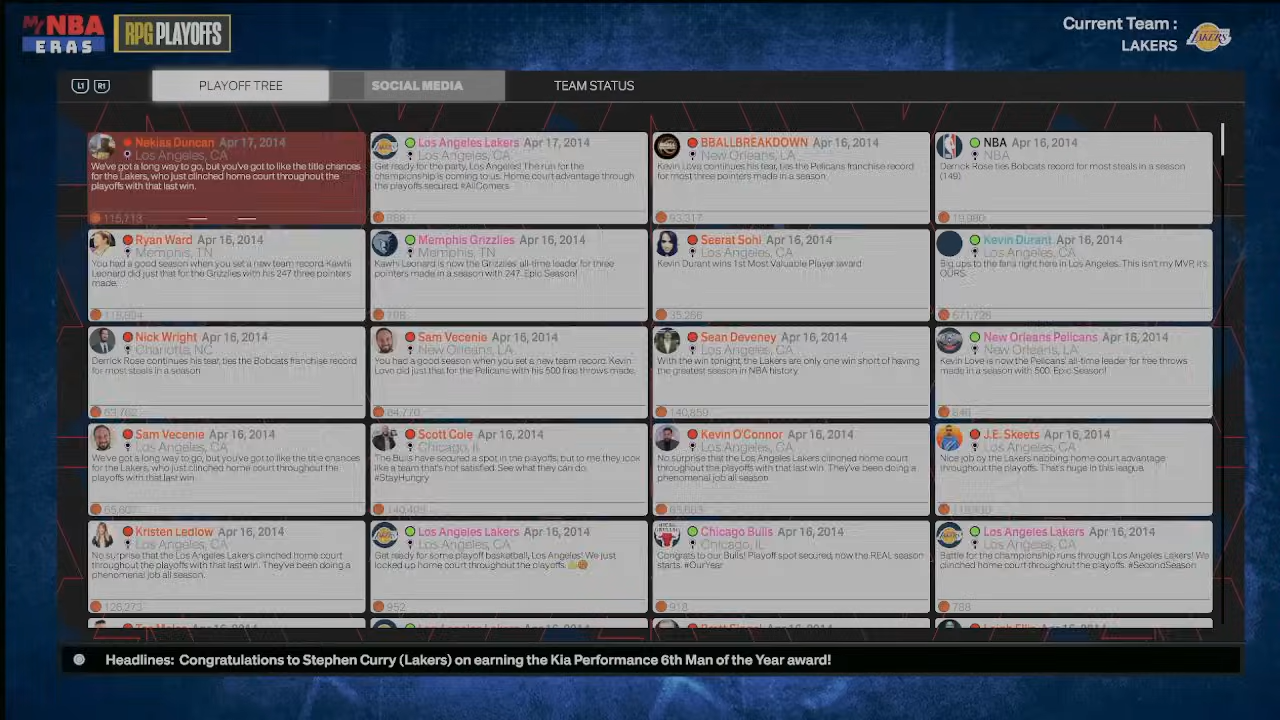 MY NBA ERAS
RPG PLAYOFFS
Current Team :
LAKERS
L1 R1
PLAYOFF TREE
SOCIAL MEDIA
TEAM STATUS
Nekias Duncan Apr 17, 2014
Los Angeles, CA
We've got a long way to go, but you've got to like the title chances
for the Lakers, who just clinched home court throughout the
playoffs with that last win.
115,713
Los Angeles Lakers Apr 17, 2014
Los Angeles, CA
Get ready for the party, Los Angeles! The run for the
championship is coming to us. Home court advantage through
the playoffs secured. #AllComers
BBALLBREAKDOWN Apr 16, 2014
New Orleans, LA
Kevin Love continues his tear, ties the Pelicans franchise record
for most three pointers made in a season
93,317
NBA Apr 16, 2014
NBA
Derrick Rose ties Bobcats record for most steals in a season
(149)
19,980
Ryan Ward Apr 16, 2014
Memphis, TN
You had a good season when you set a new team record. Kawhi
Leonard did just that for the Grizzlies with his 247 three pointers
made.
Memphis Grizzlies Apr 16, 2014
Memphis, TN
Kawhi Leonard is now the Grizzlies all-time leader for three
pointers made in a season with 247. Epic Season!
798
Seerat Sohi Apr 16, 2014
Los Angeles, CA
Kevin Durant wins 1st Most Valuable Player award
35,266
Kevin Durant Apr 16, 2014
Los Angeles, CA
Big ups to the fans right here in Los Angeles. This isn't my MVP, it's
OURS.
Nick Wright Apr 16, 2014
Charlotte, NC
Derrick Rose continues his tear, ties the Bobcats franchise record
for most steals in a season
Sam Vecenie Apr 16, 2014
New Orleans, LA
You had a good season when you set a new team record. Kevin
Love did just that for the Pelicans with his 500 free throws made.
64,770
Sean Deveney Apr 16, 2014
Los Angeles, CA
With the win tonight, the Lakers are only one win short of having
the greatest season in NBA history
140,859
New Orleans Pelicans Apr 16, 2014
New Orleans, LA
Kevin Love is now the Pelicans all-time leader for free throws
made in a season with 500. Epic Season!
Sam Vecenie Apr 16, 2014
Los Angeles, CA
We've got a long way to go, but you've got to like the title chances
for the Lakers, who just clinched home court throughout the
playoffs with that last win.
Scott Cole Apr 16, 2014
Chicago, IL
The Bulls have secured a spot in the playoffs, but to me they look
like a team that's not satisfied. See what they can do.
#StayHungry
Kevin O'Connor Apr 16, 2014
Los Angeles, CA
No surprise that the Los Angeles Lakers clinched home court
throughout the playoffs with that last win. They've been doing a
phenomenal job all season.
J.E. Skeets Apr 16, 2014
Los Angeles, CA
Nice job by the Lakers nabbing home court advantage
throughout the playoffs. That's huge in this league.
Kristen Ledlow Apr 16, 2014
Los Angeles, CA
No surprise that the Los Angeles Lakers clinched home court
throughout the playoffs with that last win. They've been doing a
phenomenal job all season.
126,273
Los Angeles Lakers Apr 16, 2014
Los Angeles, CA
Get ready for some playoff basketball, Los Angeles! We just
locked up home court throughout the playoffs.
952
Chicago Bulls Apr 16, 2014
Chicago, IL
Congrats to our Bulls! Playoff spot secured, now the REAL season
starts. #OurYear
918
Los Angeles Lakers Apr 16, 2014
Los Angeles, CA
Battle for the championship runs through Los Angeles Lakers! We
clinched home court throughout the playoffs. #SecondSeason
788
Headlines: Congratulations to Stephen Curry (Lakers) on earning the Kia Performance 6th Man of the Year award!